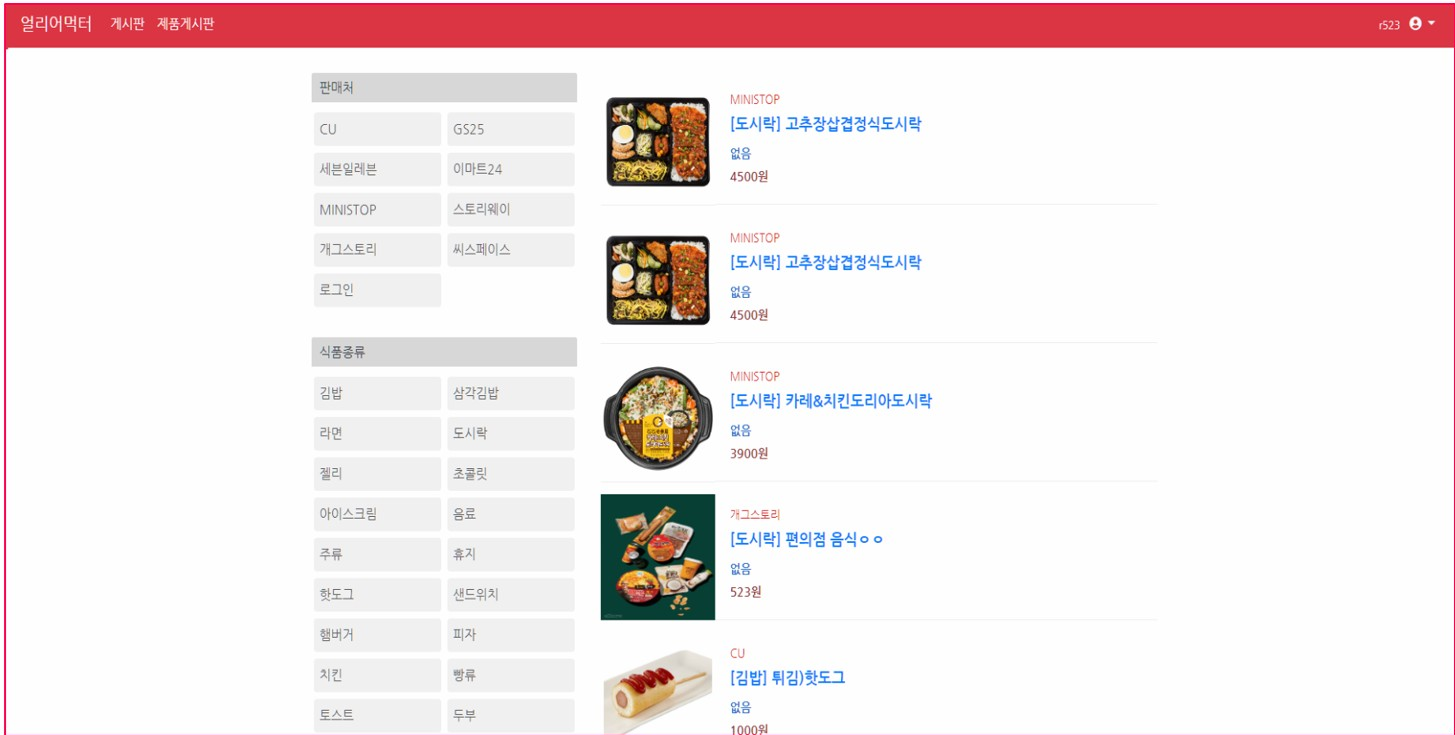 얼리어먹터 게시판 제품게시판 r523
판매처
CU GS25
세븐일레븐 이마트24
MINISTOP 스토리웨이
개그스토리 씨스페이스
로그인
식품종류
김밥 삼각김밥
라면 도시락
젤리 초콜릿
아이스크림 음료
주류 휴지
핫도그 샌드위치
햄버거 피자
치킨 빵류
토스트 두부
MINISTOP
[도시락] 고추장삼겹정식도시락
없음
4500원
MINISTOP
[도시락] 고추장삼겹정식도시락
없음
4500원
MINISTOP
[도시락] 카레&치킨도리아도시락
없음
3900원
개그스토리
[도시락] 편의점 음식ㅇㅇ
없음
523원
CU
[김밥] 튀김)핫도그
없음
1000원